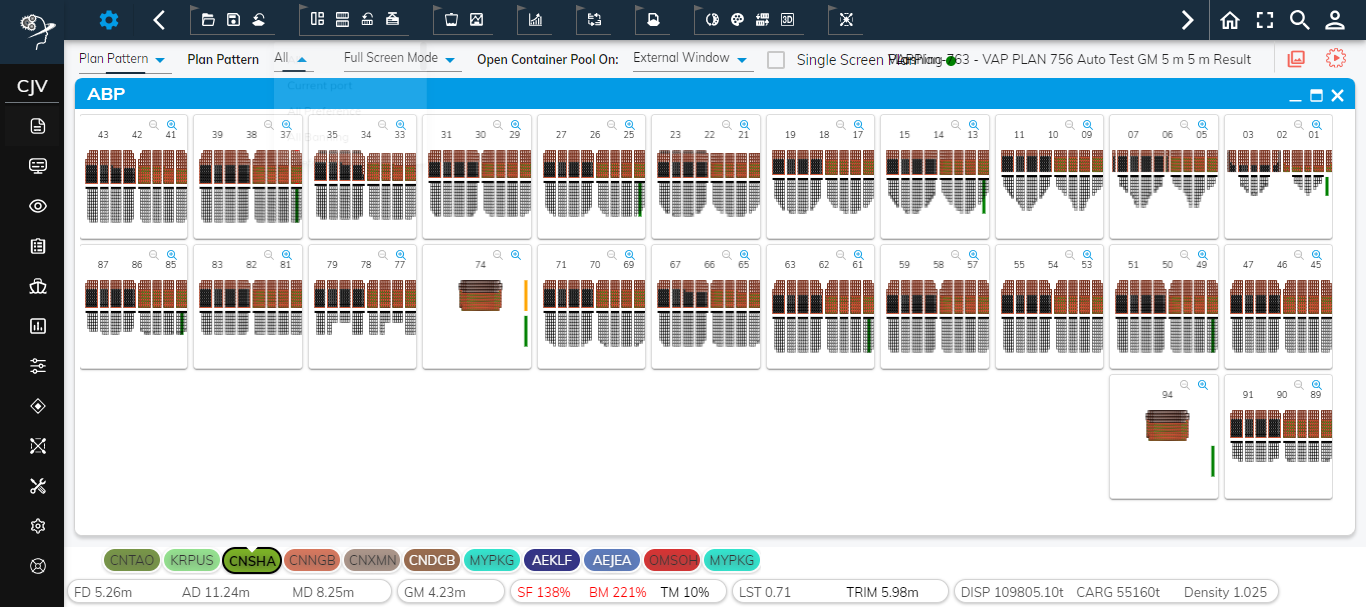 CJV
3D
Plan Pattern
Plan Pattern
All
Full Screen Mode
Open Container Pool On:
External Window
Single Screen Planning
763 - VAP PLAN 756 Auto Test GM 5 m 5 m Result
Current port
ABP
43 42 41
39 38 37
35 34 33
31 30 29
27 26 25
23 22 21
19 18 17
15 14 13
11 10 09
07 06 05
03 02 01
87 86 85
83 82 81
79 78 77
74
71 70 69
67 66 65
63 62 61
59 58 57
55 54 53
51 50 49
47 46 45
94
91 90 89
CNTAO KRPUS CNSHA CNNGB CNXMN CNDCB MYPKG AEKLF AEJEA OMSOH MYPKG
FD 5.26m AD 11.24m MD 8.25m GM 4.23m SF 138% BM 221% TM 10% LST 0.71 TRIM 5.98m DISP 109805.10t CARG 55160t Density 1.025